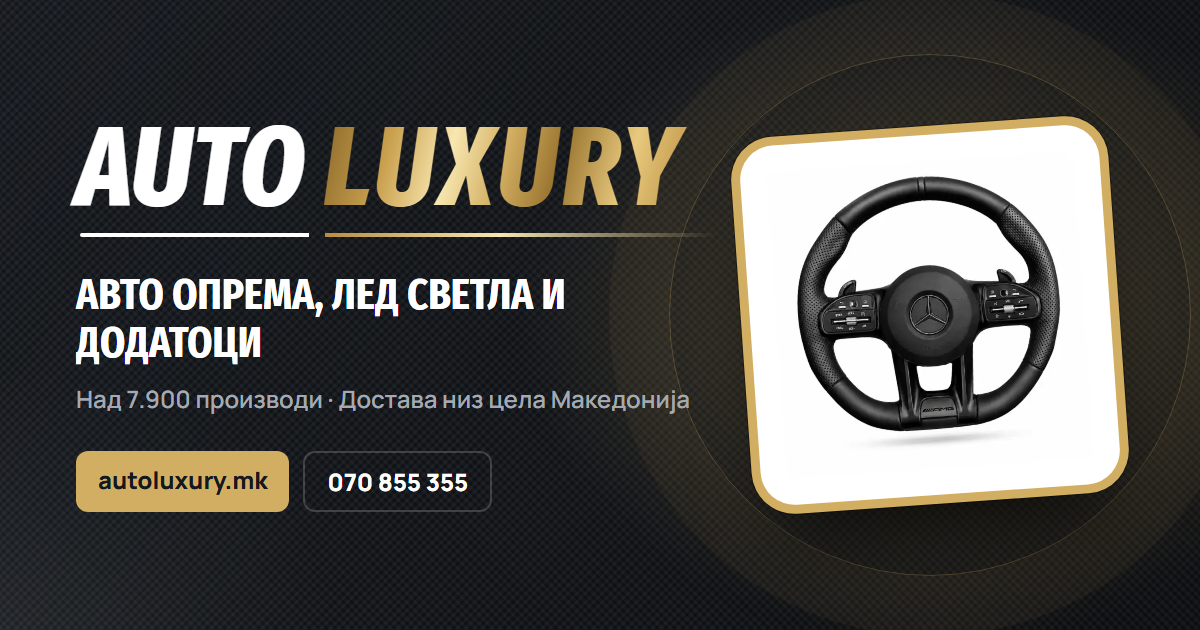 AUTO LUXURY
АВТО ОПРЕМА, ЛЕД СВЕТЛА И
ДОДАТОЦИ
Над 7.900 производи · Достава низ цела Македонија
autoluxury.mk
070 855 355
AMG